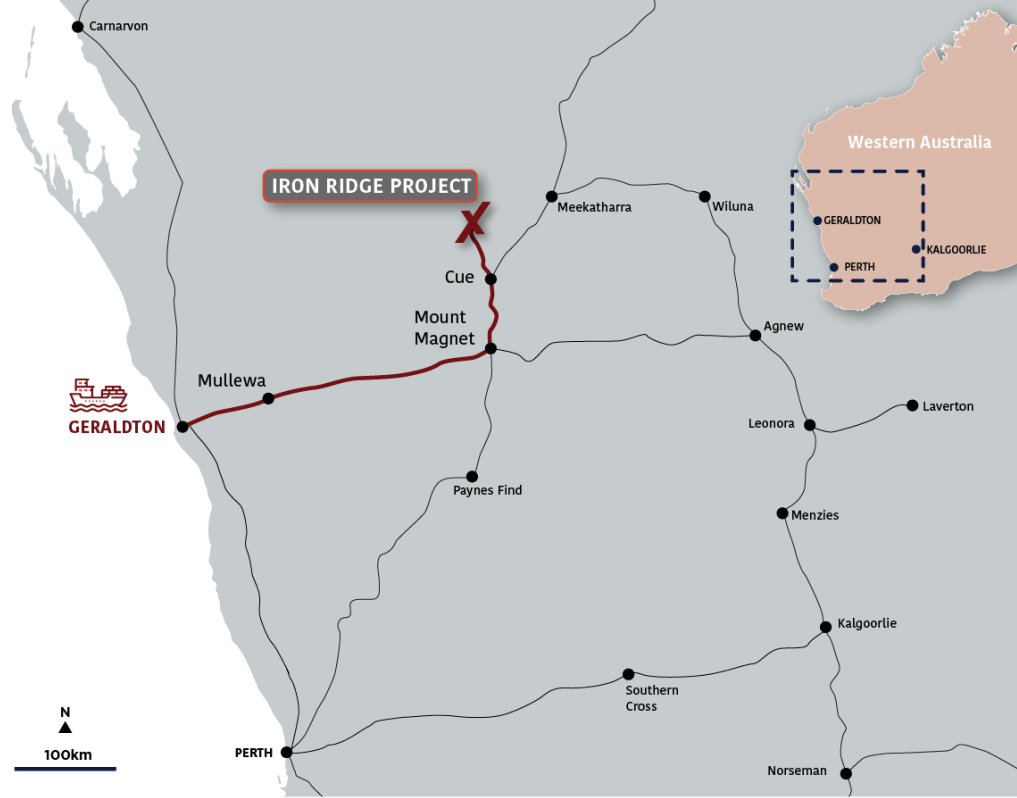 Carnarvon
Western Australia
IRON RIDGE PROJECT
X
Meekatharra
Wiluna
GERALDTON
KALGOORLIE
PERTH
Cue
Mount
Magnet
Agnew
Mullewa
GERALDTON
Laverton
Leonora
Paynes Find
Menzies
Kalgoorlie
Southern
Cross
N
100km
PERTH
Norseman